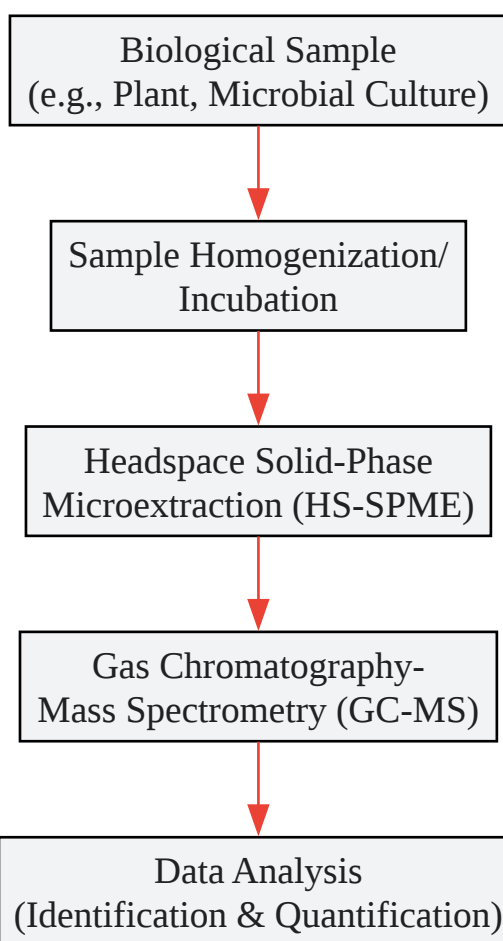 Biological Sample
(e.g., Plant, Microbial Culture)
Sample Homogenization/
Incubation
Headspace Solid-Phase
Microextraction (HS-SPME)
Gas Chromatography-
Mass Spectrometry (GC-MS)
Data Analysis
(Identification & Quantification)